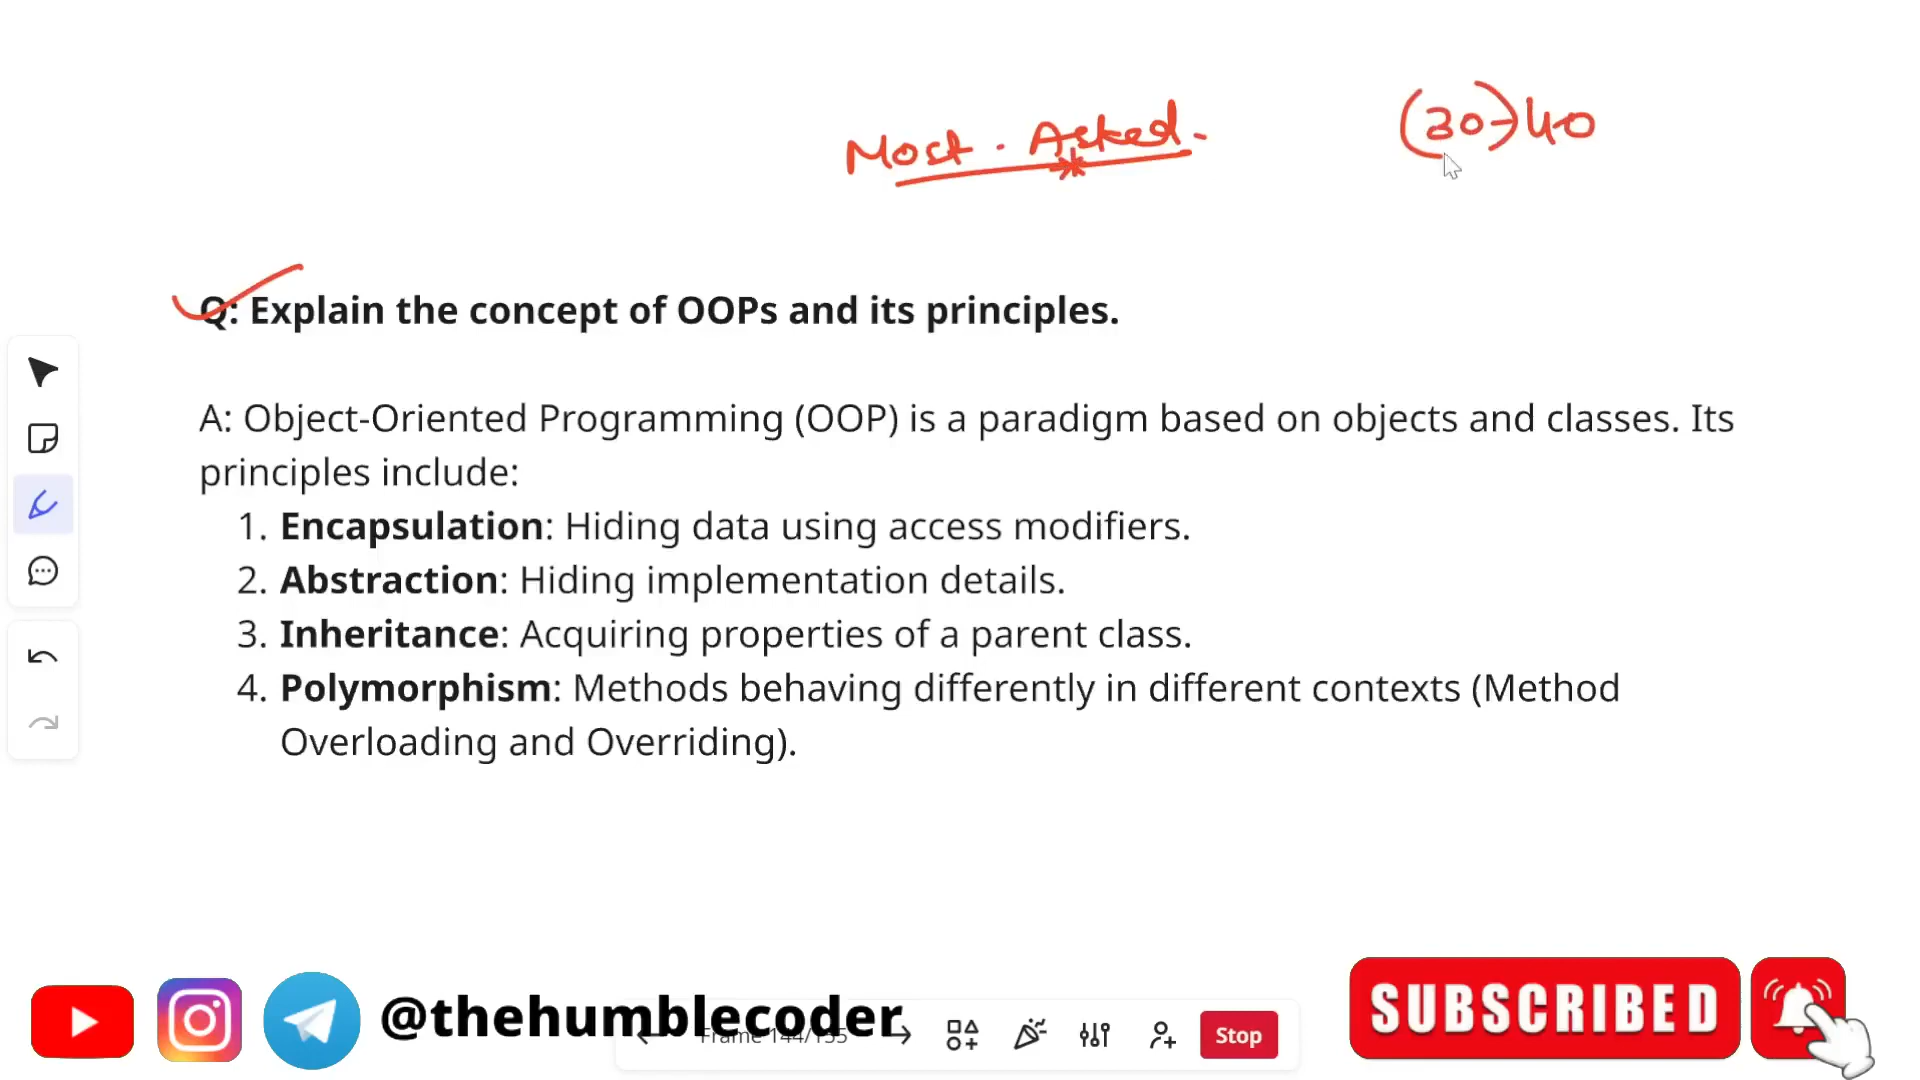 Most. Asked.
(30-)40
Q: Explain the concept of OOPs and its principles.
A: Object-Oriented Programming (OOP) is a paradigm based on objects and classes. Its
principles include:
1. Encapsulation: Hiding data using access modifiers.
2. Abstraction: Hiding implementation details.
3. Inheritance: Acquiring properties of a parent class.
4. Polymorphism: Methods behaving differently in different contexts (Method
Overloading and Overriding).
@thehumblecoder
Frame 144/155
Stop
SUBSCRIBED